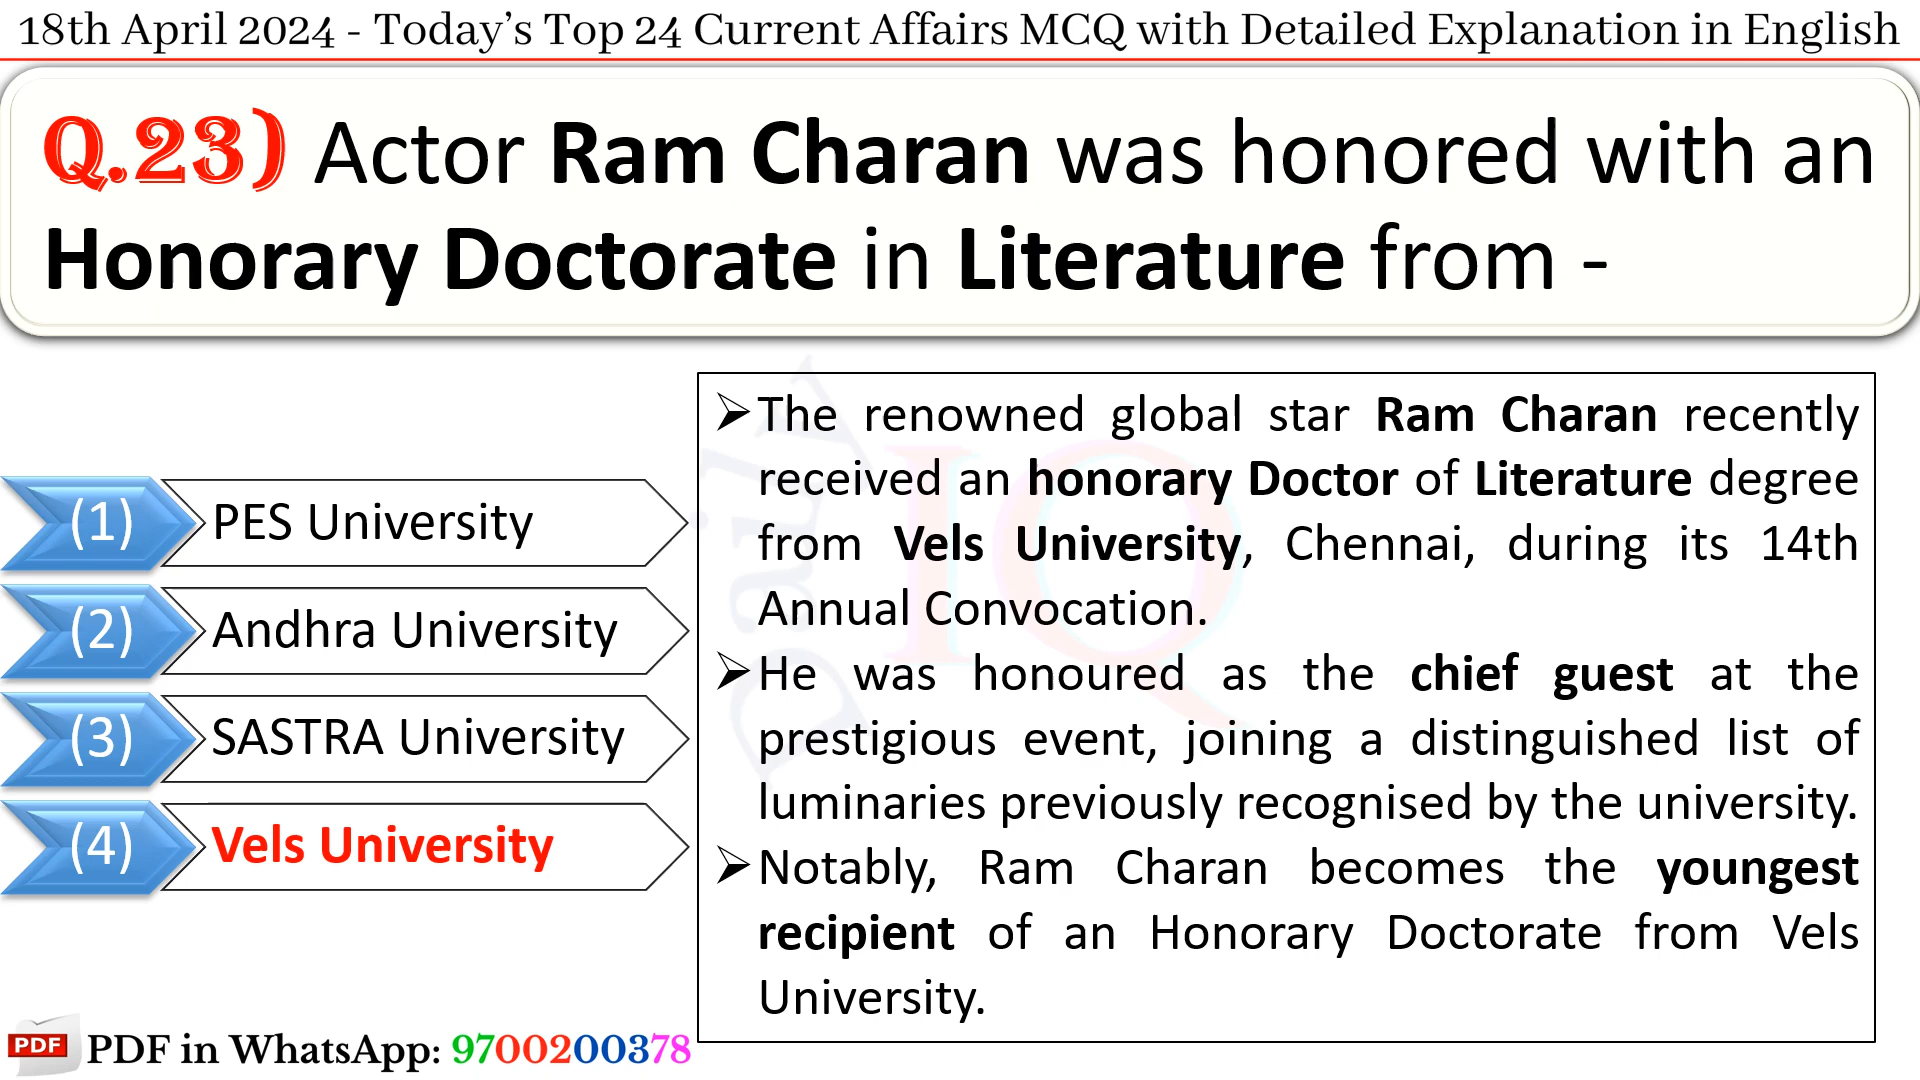 18th April 2024 - Today’s Top 24 Current Affairs MCQ with Detailed Explanation in English
Q.23) Actor Ram Charan was honored with an
Honorary Doctorate in Literature from -
(1) PES University
(2) Andhra University
(3) SASTRA University
(4) Vels University
➢The renowned global star Ram Charan recently
received an honorary Doctor of Literature degree
from Vels University, Chennai, during its 14th
Annual Convocation.
➢He was honoured as the chief guest at the
prestigious event, joining a distinguished list of
luminaries previously recognised by the university.
➢Notably, Ram Charan becomes the youngest
recipient of an Honorary Doctorate from Vels
University.
Daily IQ
PDF PDF in WhatsApp: 9700200378